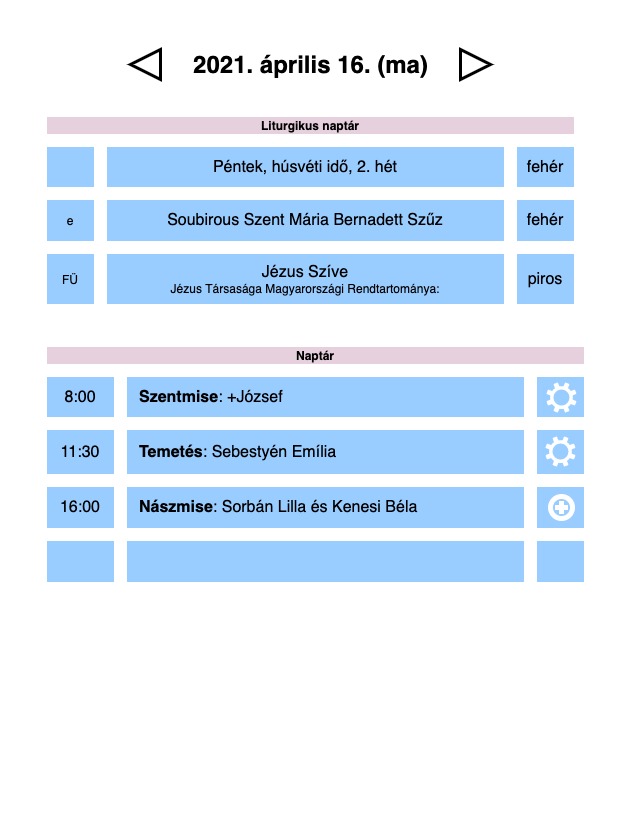 2021. április 16. (ma)
Liturgikus naptár
Péntek, húsvéti idő, 2. hét
fehér
e
Soubirous Szent Mária Bernadett Szűz
fehér
FÜ
Jézus Szíve
Jézus Társasága Magyarországi Rendtartománya:
piros
Naptár
8:00
Szentmise: +József
11:30
Temetés: Sebestyén Emília
16:00
Nászmise: Sorbán Lilla és Kenesi Béla